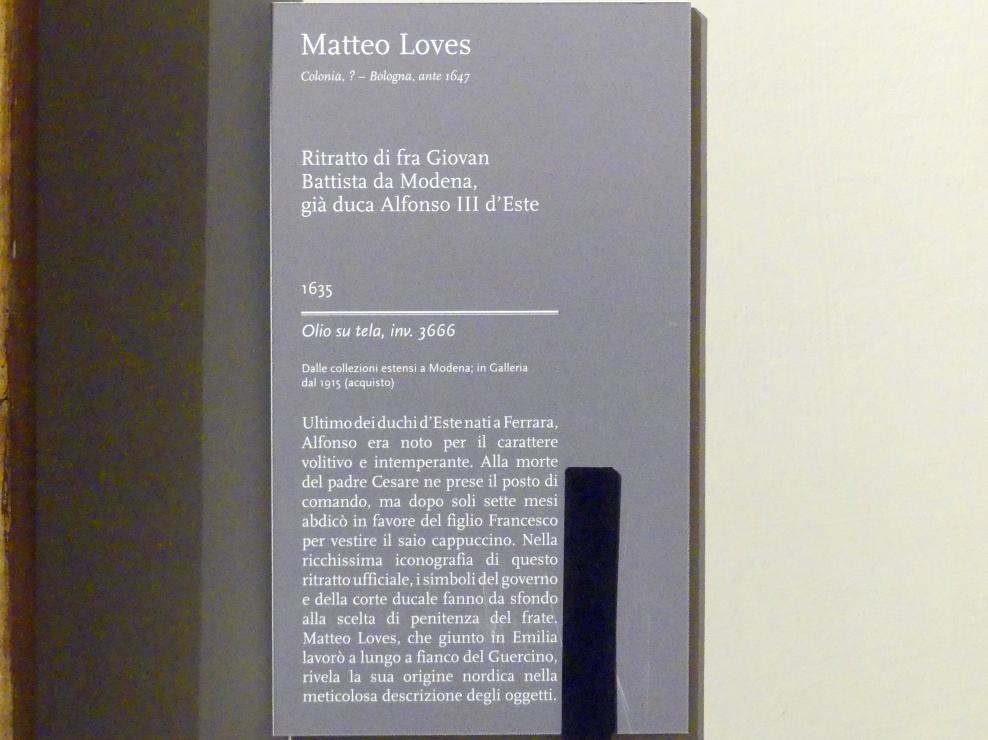 Matteo Loves
Colonia, ? – Bologna, ante 1647
Ritratto di fra Giovan
Battista da Modena,
già duca Alfonso III d'Este
1635
Olio su tela, inv. 3666
Dalle collezioni estensi a Modena; in Galleria
dal 1915 (acquisto)
Ultimo dei duchi d'Este nati a Ferrara,
Alfonso era noto per il carattere
volitivo e intemperante. Alla morte
del padre Cesare ne prese il posto di
comando, ma dopo soli sette mesi
abdicò in favore del figlio Francesco
per vestire il saio cappuccino. Nella
ricchissima iconografia di questo
ritratto ufficiale, i simboli del governo
e della corte ducale fanno da sfondo
alla scelta di penitenza del frate.
Matteo Loves, che giunto in Emilia
lavorò a lungo a fianco del Guercino,
rivela la sua origine nordica nella
meticolosa descrizione degli oggetti.